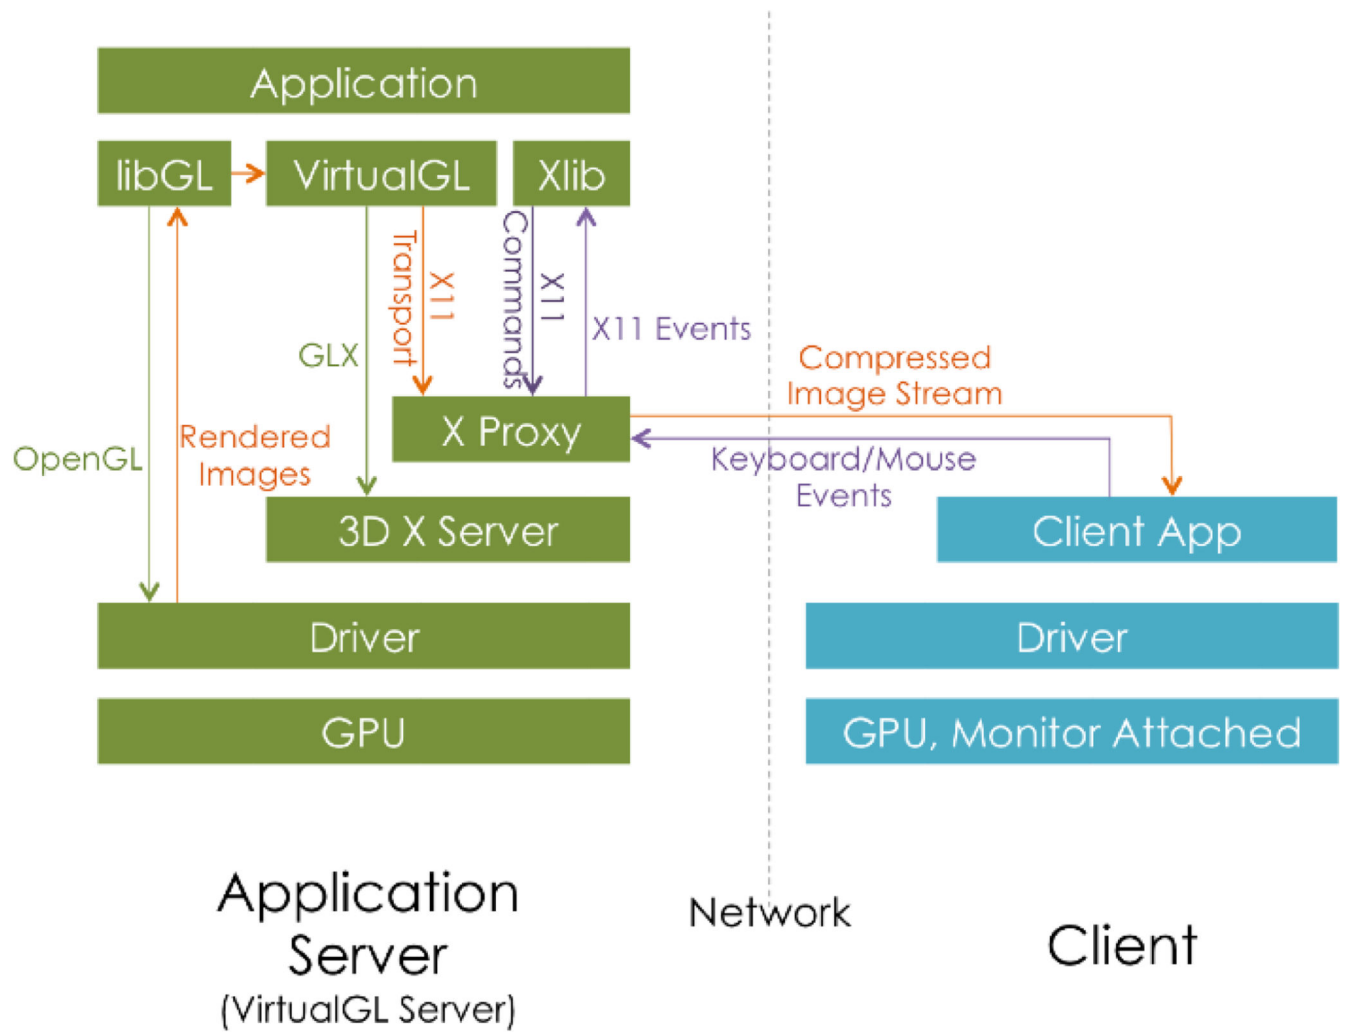 Application
libGL
VirtualGL
Xlib
X11
Transport
X11
Commands
X11 Events
GLX
Compressed
Image Stream
X Proxy
OpenGL
Rendered
Images
Keyboard/Mouse
Events
3D X Server
Client App
Driver
Driver
GPU
GPU, Monitor Attached
Application
Server
(VirtualGL Server)
Network
Client